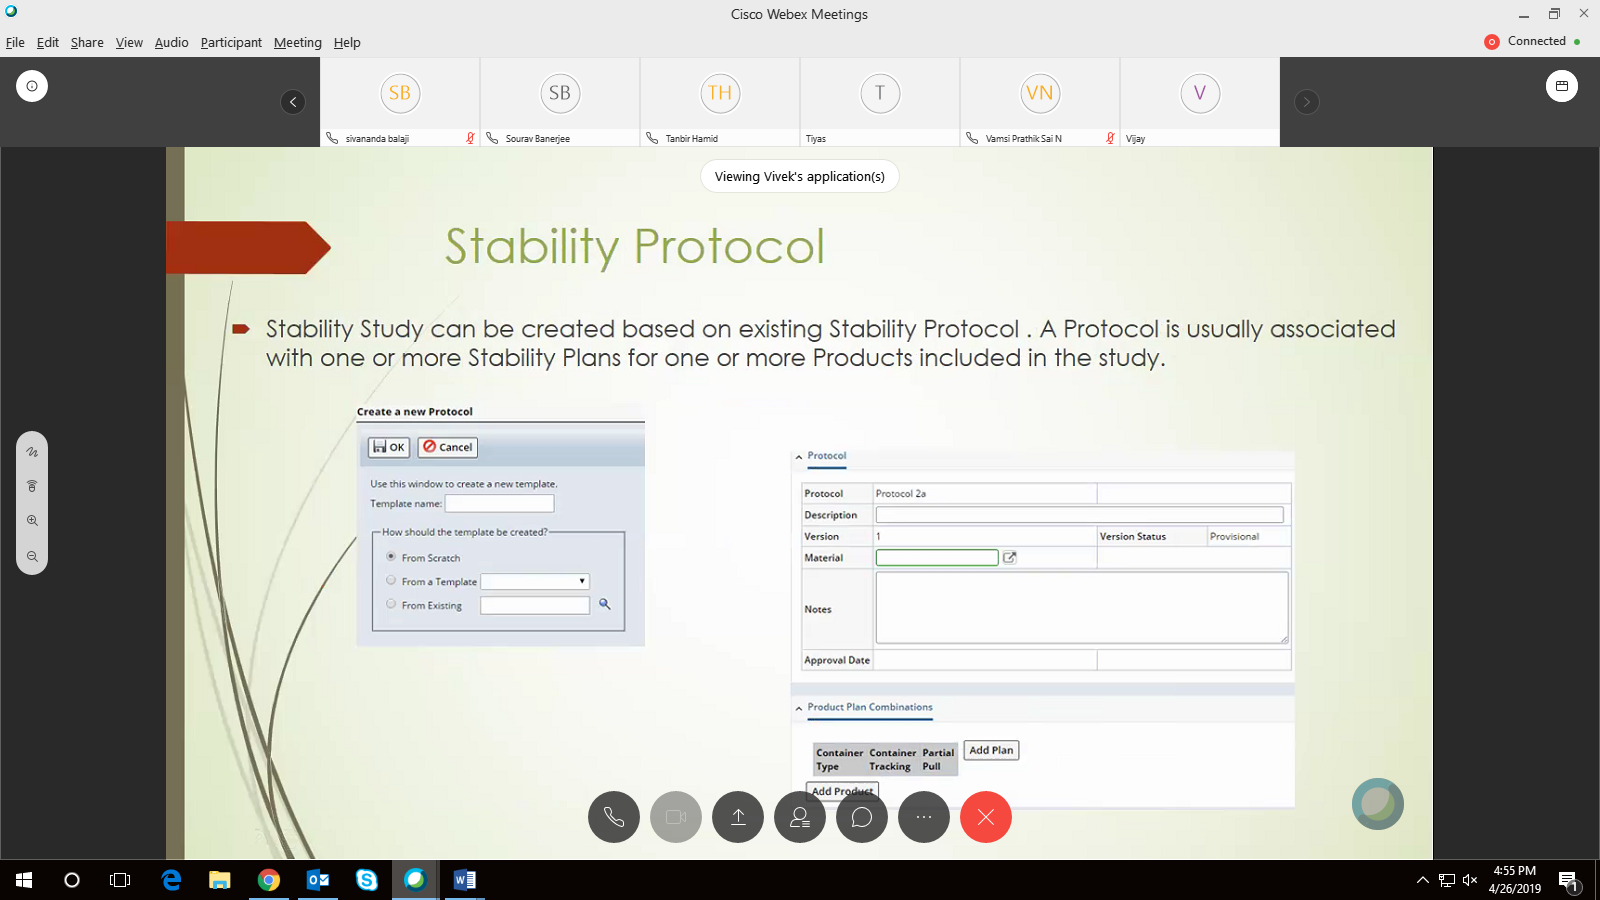 Cisco Webex Meetings
File Edit Share View Audio Participant Meeting Help
Connected
SB
SB
TH
T
VN
V
sivananda balaji
Sourav Banerjee
Tanbir Hamid
Tiyas
Vamsi Prathik Sai N
Vijay
Viewing Vivek's application(s)
Stability Protocol
Stability Study can be created based on existing Stability Protocol . A Protocol is usually associated
with one or more Stability Plans for one or more Products included in the study.
Create a new Protocol
OK Cancel
Use this window to create a new template.
Template name:
How should the template be created?
From Scratch
From a Template
From Existing
Protocol
Protocol Protocol 2a
Description
Version 1 Version Status Provisional
Material
Notes
Approval Date
Product Plan Combinations
Container Container Partial
Type Tracking Pull
Add Plan
Add Product
4:55 PM
4/26/2019
1